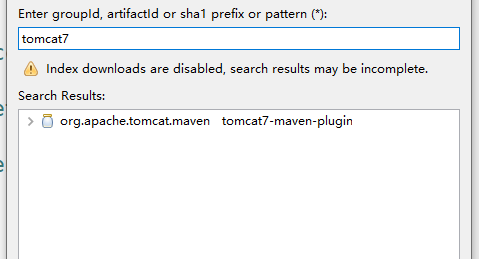 Enter groupId, artifactId or sha1 prefix or pattern (*):
tomcat7
Index downloads are disabled, search results may be incomplete.
Search Results:
org.apache.tomcat.maven tomcat7-maven-plugin